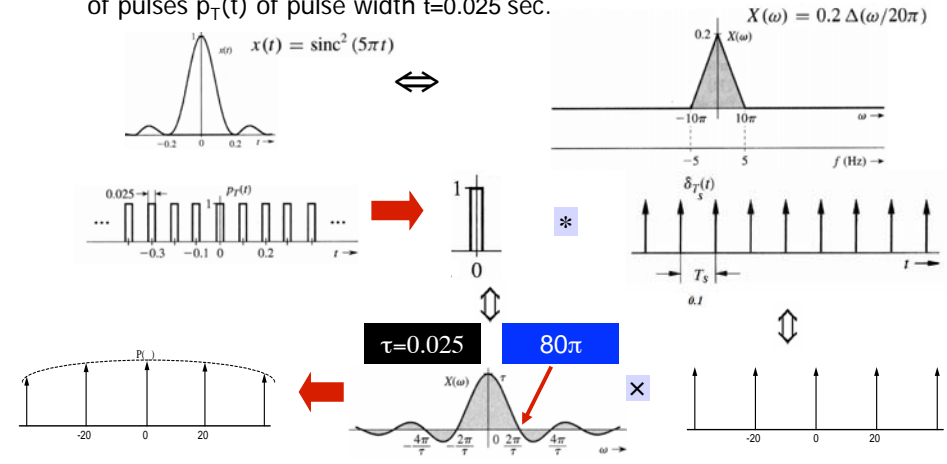 of pulses p_T(t) of pulse width t=0.025 sec.
X(ω) = 0.2 Δ(ω/20π)
1 x(t) x(t) = sinc² (5πt)
0.2 X(ω)
⇔
−10π 10π ω →
−0.2 0 0.2 t →
−5 5 f (Hz) →
0.025 p_T(t)
1
... ...
−0.3 −0.1 0 0.2 t →
1
0
*
δ_{T_s}(t)
T_s
0.1
t →
⇕ ⇕
τ=0.025 80π
P(_)
-20 0 20
X(ω) τ
−4π/τ −2π/τ 0 2π/τ 4π/τ ω →
×
-20 0 20